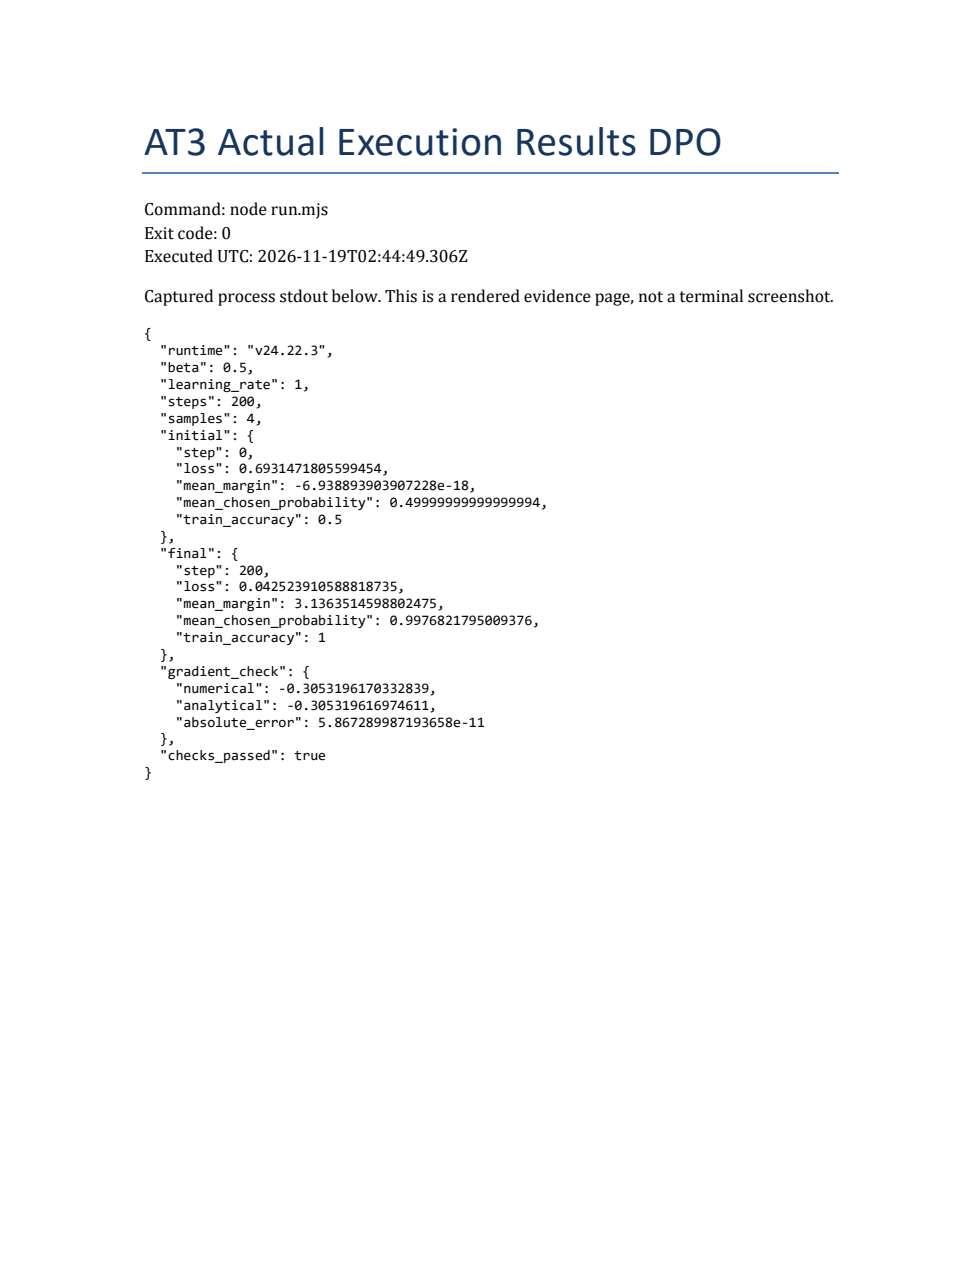 AT3 Actual Execution Results DPO
Command: node run.mjs
Exit code: 0
Executed UTC: 2026-11-19T02:44:49.306Z
Captured process stdout below. This is a rendered evidence page, not a terminal screenshot.
{
  "runtime": "v24.22.3",
  "beta": 0.5,
  "learning_rate": 1,
  "steps": 200,
  "samples": 4,
  "initial": {
    "step": 0,
    "loss": 0.6931471805599454,
    "mean_margin": -6.938893903907228e-18,
    "mean_chosen_probability": 0.49999999999999994,
    "train_accuracy": 0.5
  },
  "final": {
    "step": 200,
    "loss": 0.042523910588818735,
    "mean_margin": 3.1363514598802475,
    "mean_chosen_probability": 0.9976821795009376,
    "train_accuracy": 1
  },
  "gradient_check": {
    "numerical": -0.3053196170332839,
    "analytical": -0.305319616974611,
    "absolute_error": 5.867289987193658e-11
  },
  "checks_passed": true
}